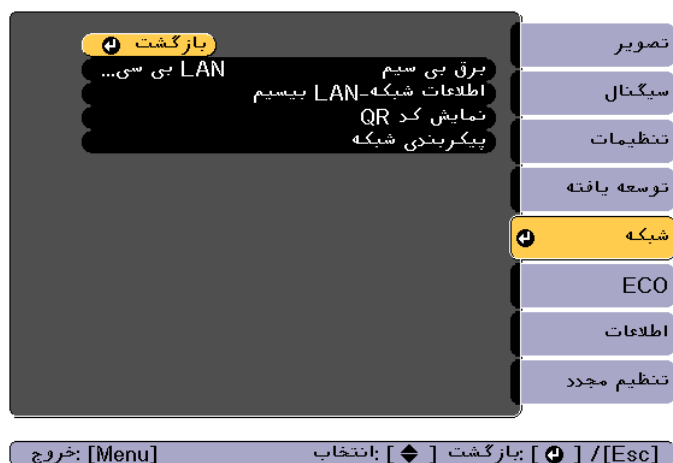 تصویر
سیگنال
تنظیمات
توسعه یافته
شبکه
ECO
اطلاعات
تنظیم مجدد
بازگشت
برق بی سیم LAN بی سی...
اطلاعات شبکه-LAN بیسیم
نمایش کد QR
پیکربندی شبکه
[Esc]/[ ]:بازگشت [ ]:انتخاب [Menu]:خروج